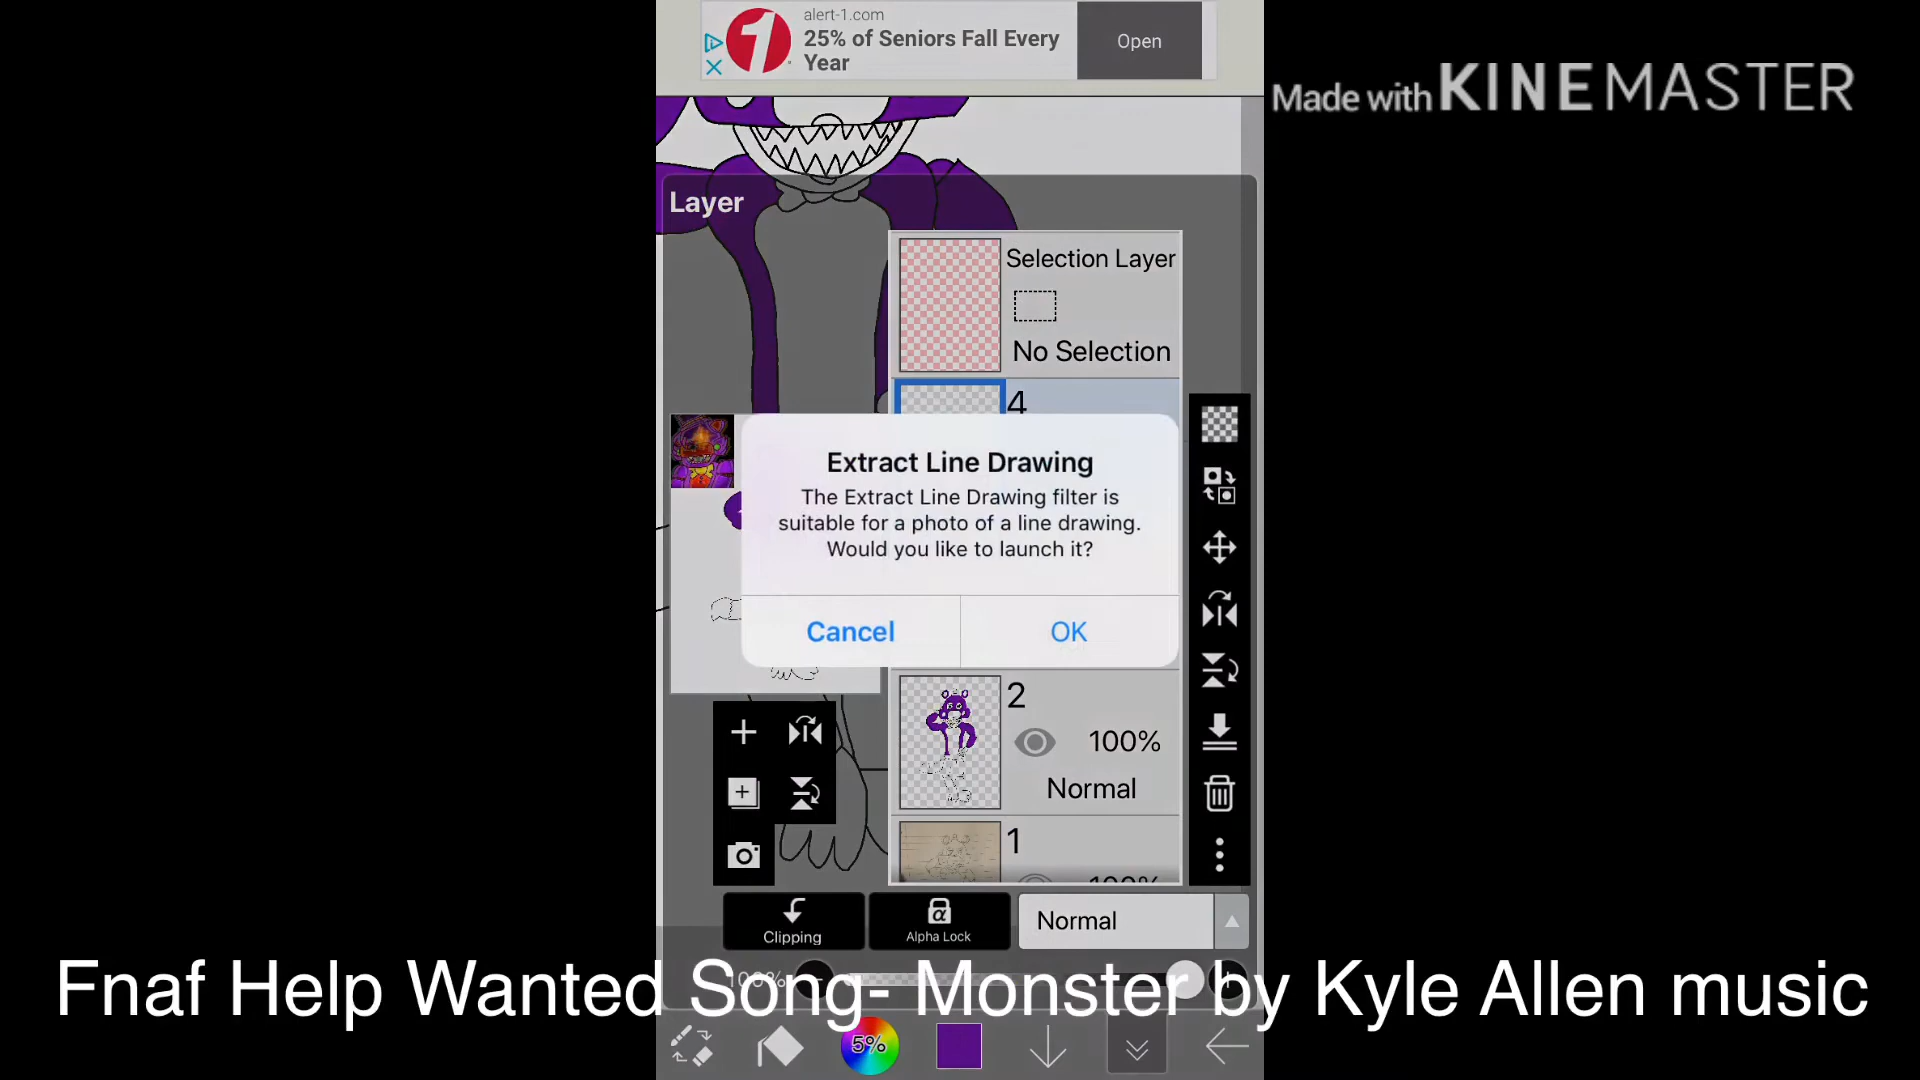 alert-1.com
25% of Seniors Fall Every
Year
Open
Made with KINEMASTER
Layer
Selection Layer
No Selection
4
Extract Line Drawing
The Extract Line Drawing filter is
suitable for a photo of a line drawing.
Would you like to launch it?
Cancel
OK
2
100%
Normal
1
100%
Clipping
Alpha Lock
Normal
100%
Fnaf Help Wanted Song- Monster by Kyle Allen music
5%